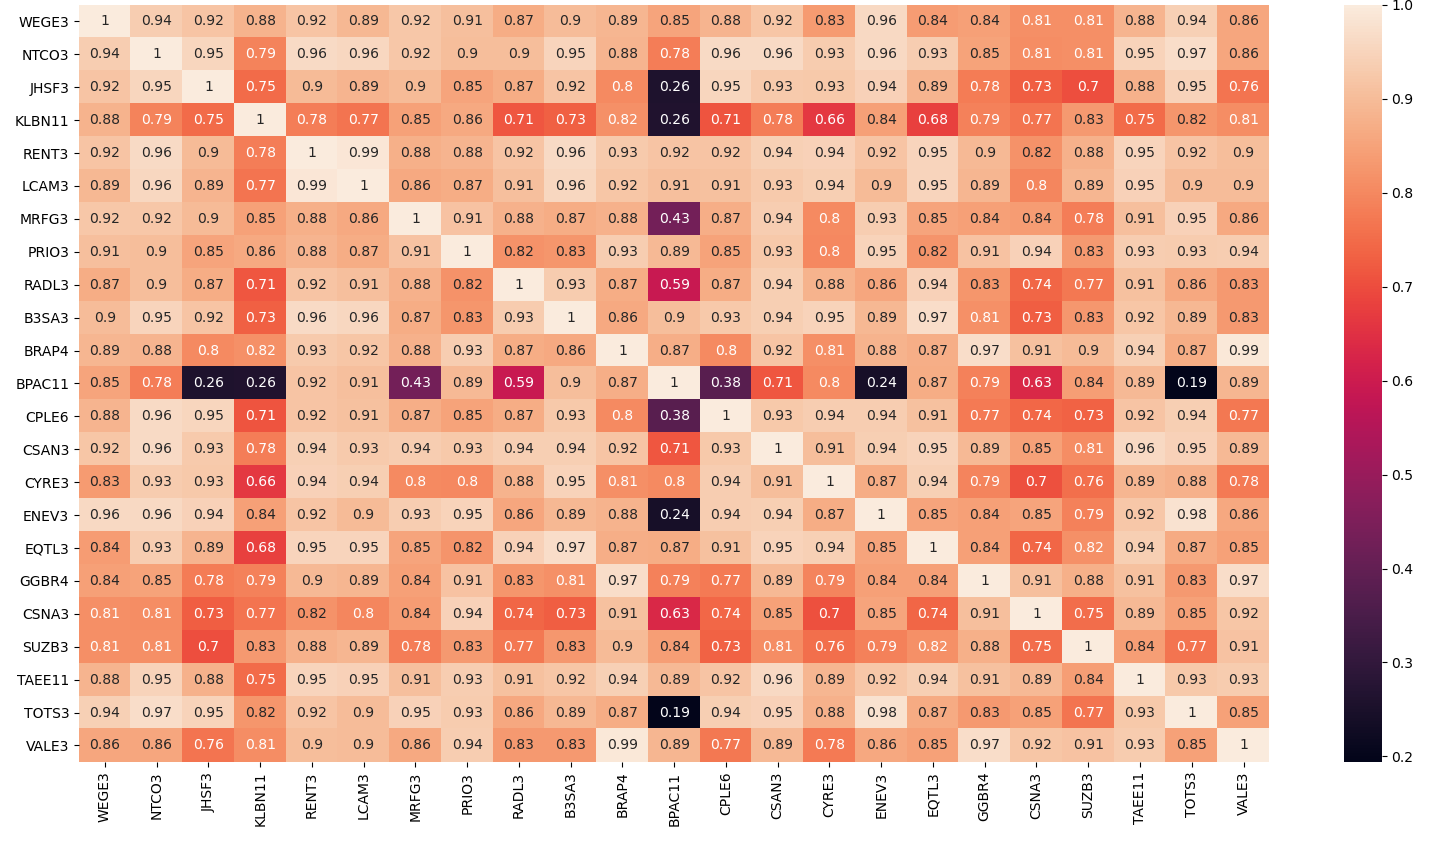 WEGE3 1 0.94 0.92 0.88 0.92 0.89 0.92 0.91 0.87 0.9 0.89 0.85 0.88 0.92 0.83 0.96 0.84 0.84 0.81 0.81 0.88 0.94 0.86 1.0
NTCO3 0.94 1 0.95 0.79 0.96 0.96 0.92 0.9 0.9 0.95 0.88 0.78 0.96 0.96 0.93 0.96 0.93 0.85 0.81 0.81 0.95 0.97 0.86
JHSF3 0.92 0.95 1 0.75 0.9 0.89 0.9 0.85 0.87 0.92 0.8 0.26 0.95 0.93 0.93 0.94 0.89 0.78 0.73 0.7 0.88 0.95 0.76 0.9
KLBN11 0.88 0.79 0.75 1 0.78 0.77 0.85 0.86 0.71 0.73 0.82 0.26 0.71 0.78 0.66 0.84 0.68 0.79 0.77 0.83 0.75 0.82 0.81
RENT3 0.92 0.96 0.9 0.78 1 0.99 0.88 0.88 0.92 0.96 0.93 0.92 0.92 0.94 0.94 0.92 0.95 0.9 0.82 0.88 0.95 0.92 0.9
LCAM3 0.89 0.96 0.89 0.77 0.99 1 0.86 0.87 0.91 0.96 0.92 0.91 0.91 0.93 0.94 0.9 0.95 0.89 0.8 0.89 0.95 0.9 0.9 0.8
MRFG3 0.92 0.92 0.9 0.85 0.88 0.86 1 0.91 0.88 0.87 0.88 0.43 0.87 0.94 0.8 0.93 0.85 0.84 0.84 0.78 0.91 0.95 0.86
PRIO3 0.91 0.9 0.85 0.86 0.88 0.87 0.91 1 0.82 0.83 0.93 0.89 0.85 0.93 0.8 0.95 0.82 0.91 0.94 0.83 0.93 0.93 0.94
RADL3 0.87 0.9 0.87 0.71 0.92 0.91 0.88 0.82 1 0.93 0.87 0.59 0.87 0.94 0.88 0.86 0.94 0.83 0.74 0.77 0.91 0.86 0.83 0.7
B3SA3 0.9 0.95 0.92 0.73 0.96 0.96 0.87 0.83 0.93 1 0.86 0.9 0.93 0.94 0.95 0.89 0.97 0.81 0.73 0.83 0.92 0.89 0.83
BRAP4 0.89 0.88 0.8 0.82 0.93 0.92 0.88 0.93 0.87 0.86 1 0.87 0.8 0.92 0.81 0.88 0.87 0.97 0.91 0.9 0.94 0.87 0.99
BPAC11 0.85 0.78 0.26 0.26 0.92 0.91 0.43 0.89 0.59 0.9 0.87 1 0.38 0.71 0.8 0.24 0.87 0.79 0.63 0.84 0.89 0.19 0.89 0.6
CPLE6 0.88 0.96 0.95 0.71 0.92 0.91 0.87 0.85 0.87 0.93 0.8 0.38 1 0.93 0.94 0.94 0.91 0.77 0.74 0.73 0.92 0.94 0.77
CSAN3 0.92 0.96 0.93 0.78 0.94 0.93 0.94 0.93 0.94 0.94 0.92 0.71 0.93 1 0.91 0.94 0.95 0.89 0.85 0.81 0.96 0.95 0.89
CYRE3 0.83 0.93 0.93 0.66 0.94 0.94 0.8 0.8 0.88 0.95 0.81 0.8 0.94 0.91 1 0.87 0.94 0.79 0.7 0.76 0.89 0.88 0.78 0.5
ENEV3 0.96 0.96 0.94 0.84 0.92 0.9 0.93 0.95 0.86 0.89 0.88 0.24 0.94 0.94 0.87 1 0.85 0.84 0.85 0.79 0.92 0.98 0.86
EQTL3 0.84 0.93 0.89 0.68 0.95 0.95 0.85 0.82 0.94 0.97 0.87 0.87 0.91 0.95 0.94 0.85 1 0.84 0.74 0.82 0.94 0.87 0.85
GGBR4 0.84 0.85 0.78 0.79 0.9 0.89 0.84 0.91 0.83 0.81 0.97 0.79 0.77 0.89 0.79 0.84 0.84 1 0.91 0.88 0.91 0.83 0.97 0.4
CSNA3 0.81 0.81 0.73 0.77 0.82 0.8 0.84 0.94 0.74 0.73 0.91 0.63 0.74 0.85 0.7 0.85 0.74 0.91 1 0.75 0.89 0.85 0.92
SUZB3 0.81 0.81 0.7 0.83 0.88 0.89 0.78 0.83 0.77 0.83 0.9 0.84 0.73 0.81 0.76 0.79 0.82 0.88 0.75 1 0.84 0.77 0.91
TAEE11 0.88 0.95 0.88 0.75 0.95 0.95 0.91 0.93 0.91 0.92 0.94 0.89 0.92 0.96 0.89 0.92 0.94 0.91 0.89 0.84 1 0.93 0.93 0.3
TOTS3 0.94 0.97 0.95 0.82 0.92 0.9 0.95 0.93 0.86 0.89 0.87 0.19 0.94 0.95 0.88 0.98 0.87 0.83 0.85 0.77 0.93 1 0.85
VALE3 0.86 0.86 0.76 0.81 0.9 0.9 0.86 0.94 0.83 0.83 0.99 0.89 0.77 0.89 0.78 0.86 0.85 0.97 0.92 0.91 0.93 0.85 1 0.2
WEGE3 NTCO3 JHSF3 KLBN11 RENT3 LCAM3 MRFG3 PRIO3 RADL3 B3SA3 BRAP4 BPAC11 CPLE6 CSAN3 CYRE3 ENEV3 EQTL3 GGBR4 CSNA3 SUZB3 TAEE11 TOTS3 VALE3